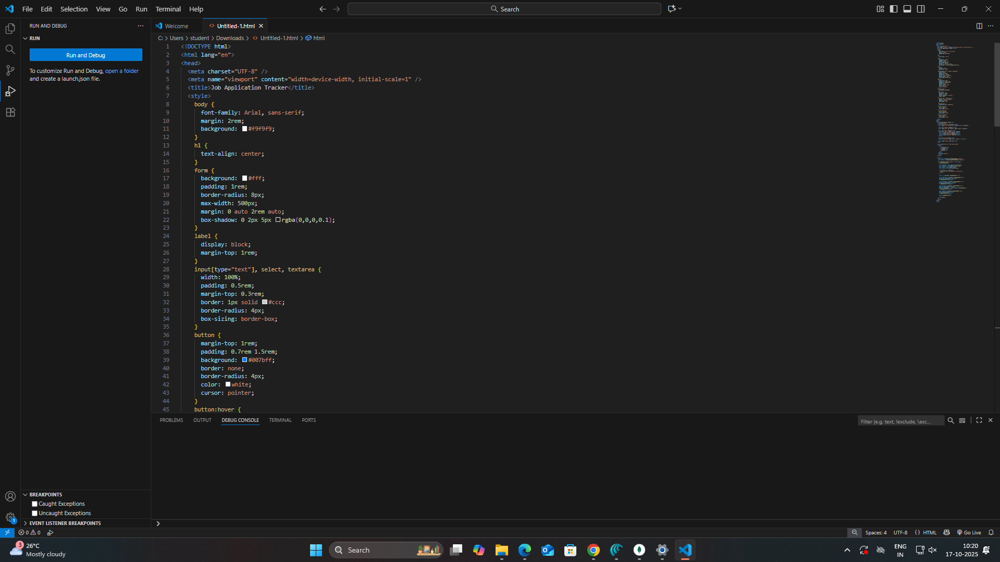 File Edit Selection View Go Run Terminal Help
Search
RUN AND DEBUG
RUN
Run and Debug
To customize Run and Debug, open a folder
and create a launch.json file.
Welcome
Untitled-1.html
C: > Users > student > Downloads > Untitled-1.html > html
1 <!DOCTYPE html>
2 <html lang="en">
3 <head>
4 <meta charset="UTF-8" />
5 <meta name="viewport" content="width=device-width, initial-scale=1" />
6 <title>Job Application Tracker</title>
7 <style>
8 body {
9 font-family: Arial, sans-serif;
10 margin: 2rem;
11 background: #f9f9f9;
12 }
13 h1 {
14 text-align: center;
15 }
16 form {
17 background: #fff;
18 padding: 1rem;
19 border-radius: 8px;
20 max-width: 500px;
21 margin: 0 auto 2rem auto;
22 box-shadow: 0 2px 5px rgba(0,0,0,0.1);
23 }
24 label {
25 display: block;
26 margin-top: 1rem;
27 }
28 input[type="text"], select, textarea {
29 width: 100%;
30 padding: 0.5rem;
31 margin-top: 0.3rem;
32 border: 1px solid #ccc;
33 border-radius: 4px;
34 box-sizing: border-box;
35 }
36 button {
37 margin-top: 1rem;
38 padding: 0.7rem 1.5rem;
39 background: #007bff;
40 border: none;
41 border-radius: 4px;
42 color: white;
43 cursor: pointer;
44 }
45 button:hover {
PROBLEMS OUTPUT DEBUG CONSOLE TERMINAL PORTS
Filter (e.g. text, !exclude, \esc...
BREAKPOINTS
Caught Exceptions
Uncaught Exceptions
EVENT LISTENER BREAKPOINTS
1
0 0
Spaces: 4 UTF-8 {} HTML Go Live
3
26°C
Mostly cloudy
Search
ENG
IN
10:20
17-10-2025